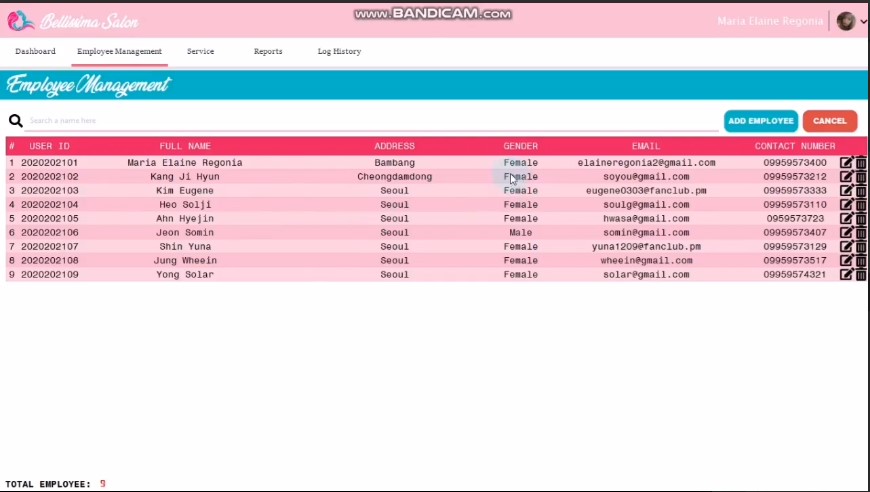 WWW.BANDICAM.COM
Bellissima Salon
Maria Elaine Regonia
Dashboard Employee Management Service Reports Log History
Employee Management
Search a name here
ADD EMPLOYEE CANCEL
# USER ID FULL NAME ADDRESS GENDER EMAIL CONTACT NUMBER
1 2020202101 Maria Elaine Regonia Bambang Female elaineregonia2@gmail.com 09959573400
2 2020202102 Kang Ji Hyun Cheongdamdong Female soyou@gmail.com 09959573212
3 2020202103 Kim Eugene Seoul Female eugene0303@fanclub.pm 09959573333
4 2020202104 Heo Solji Seoul Female soulg@gmail.com 09959573110
5 2020202105 Ahn Hyejin Seoul Female hwasa@gmail.com 0959573723
6 2020202106 Jeon Somin Seoul Male somin@gmail.com 09959573407
7 2020202107 Shin Yuna Seoul Female yuna1209@fanclub.pm 09959573129
8 2020202108 Jung Wheein Seoul Female wheein@gmail.com 09959573517
9 2020202109 Yong Solar Seoul Female solar@gmail.com 09959574321
TOTAL EMPLOYEE: 9